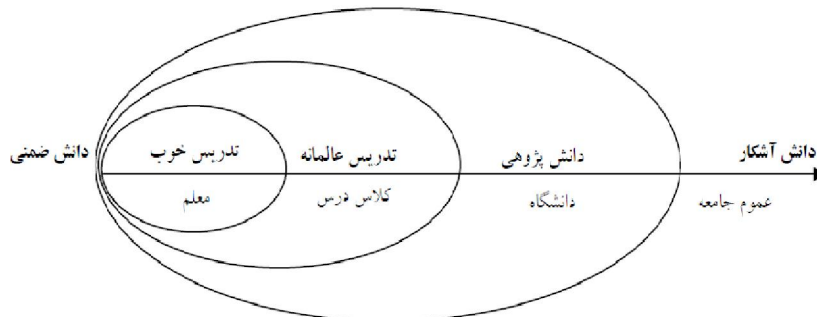 دانش ضمنی
تدریس خوب
تدریس عالمانه
دانش پژوهی
دانش آشکار
معلم
کلاس درس
دانشگاه
عموم جامعه